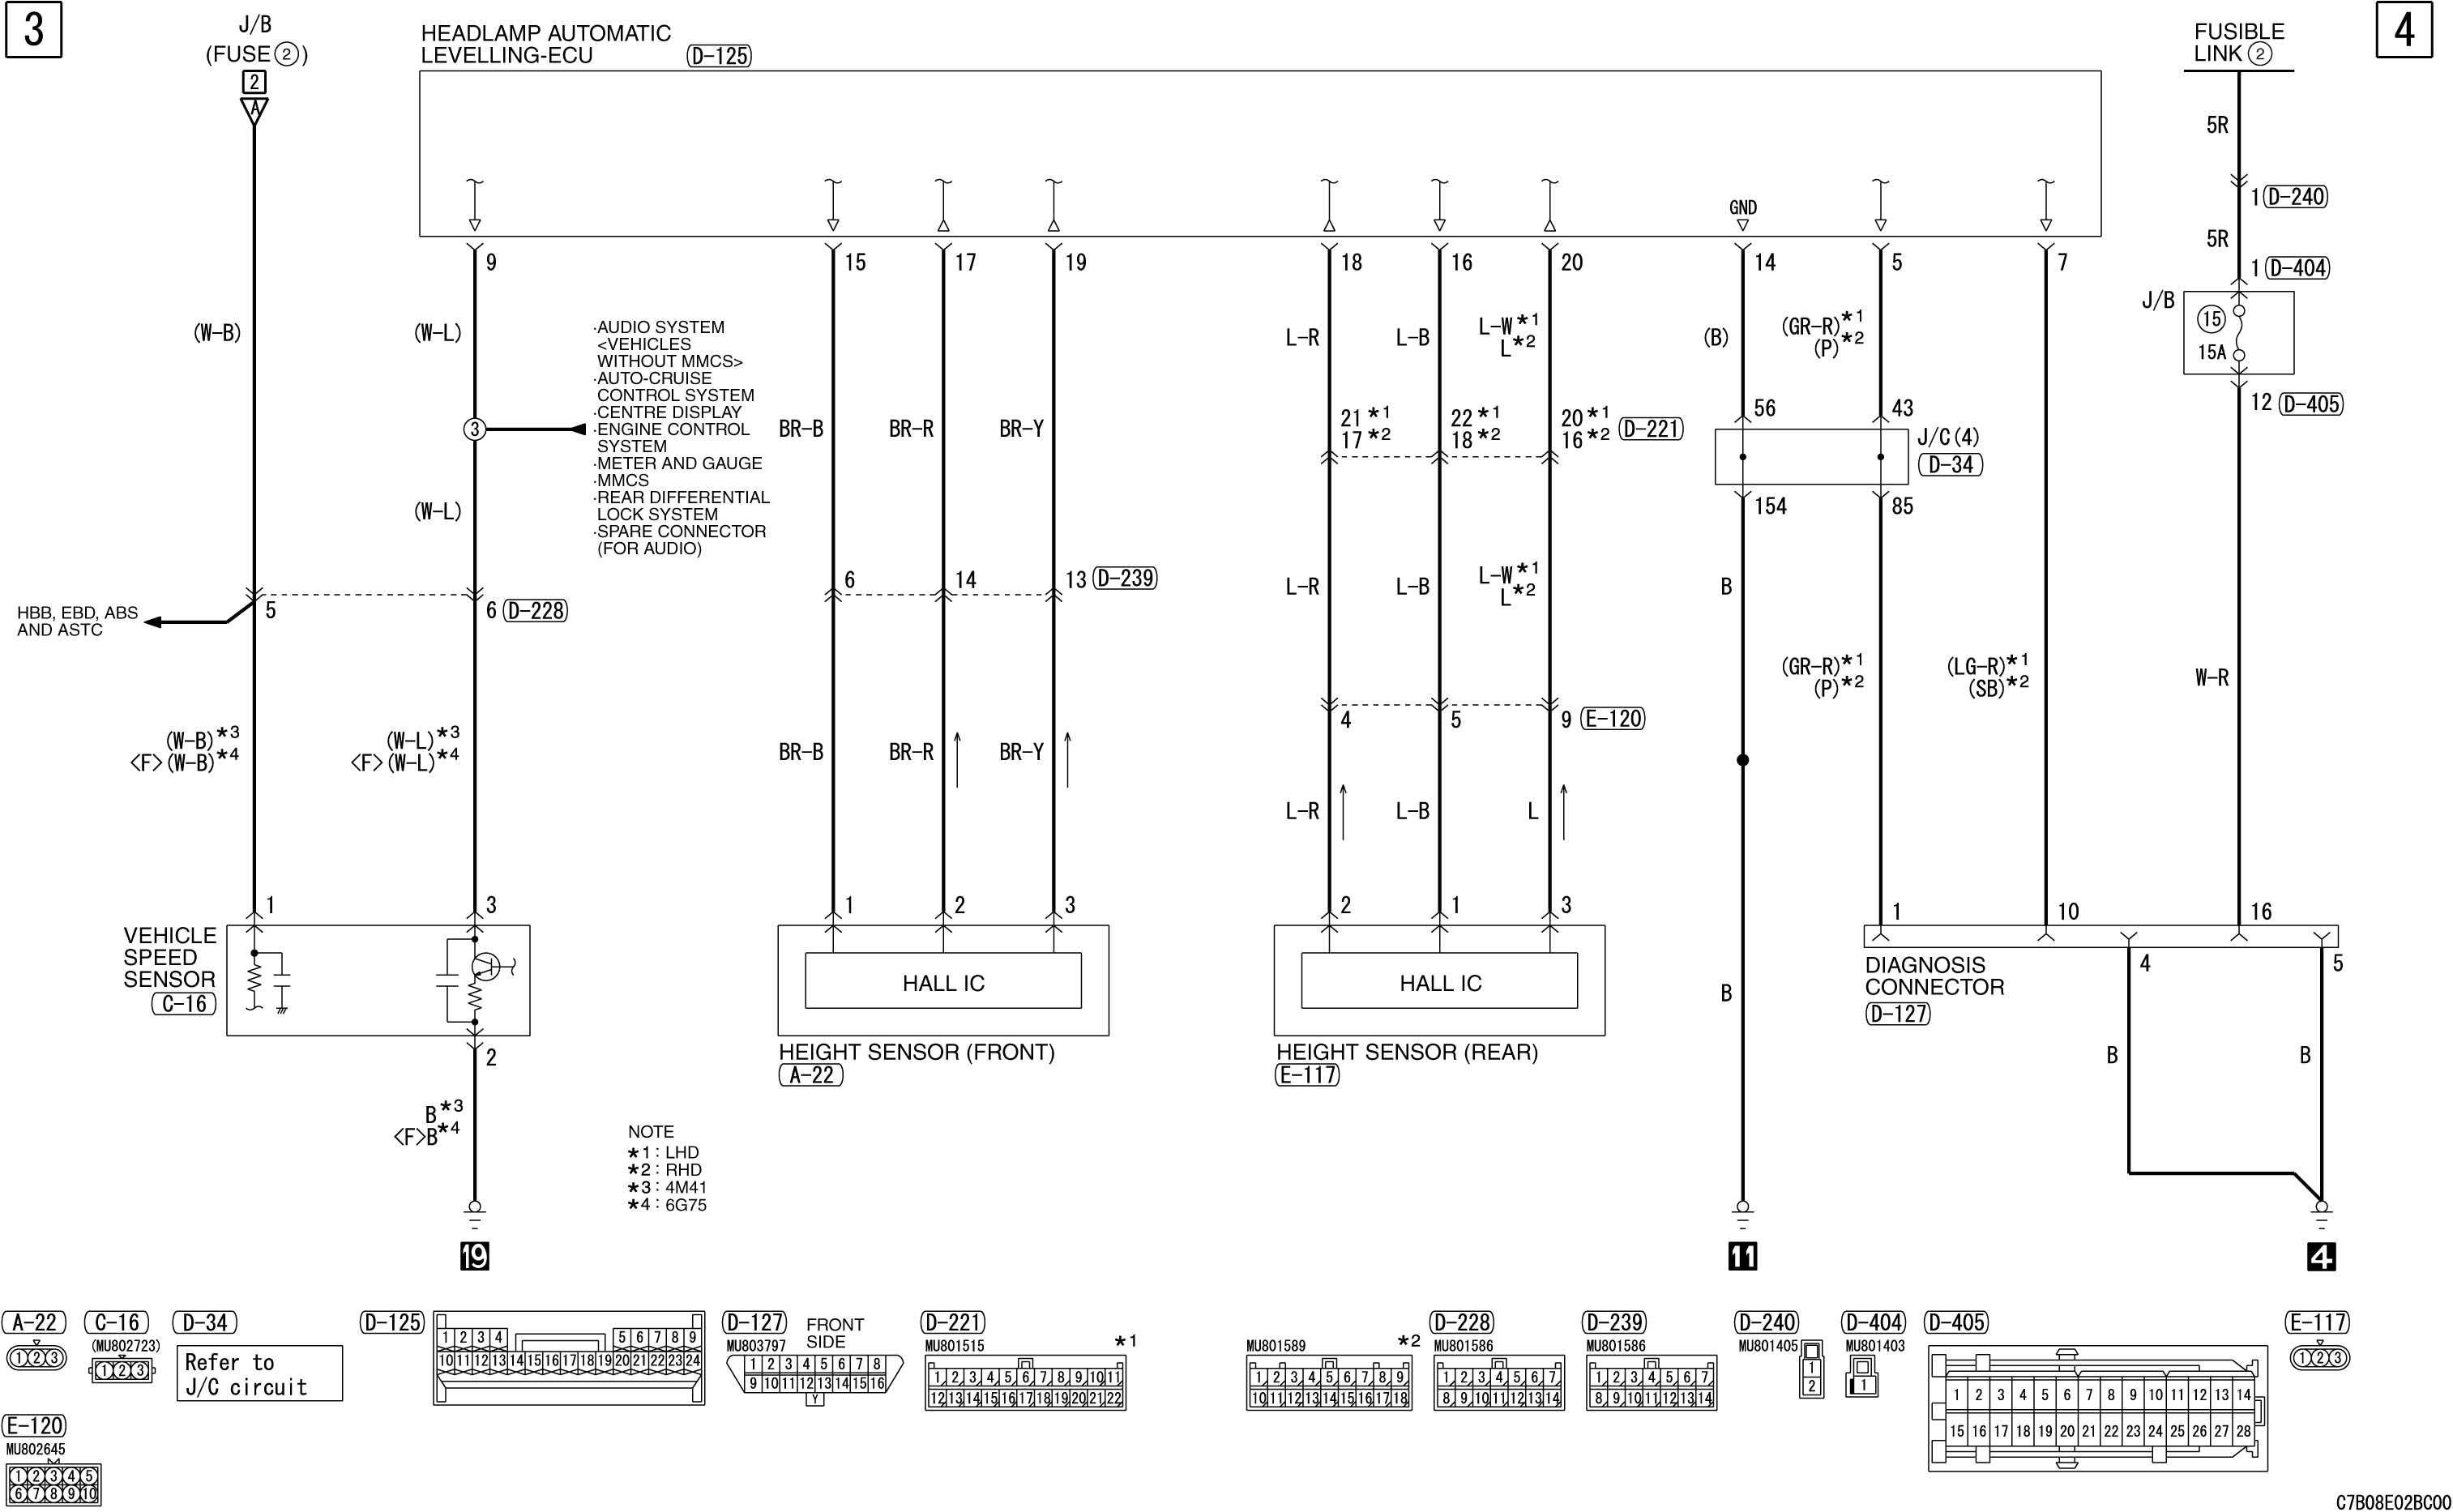 3
J/B
(FUSE②)
2
A
HEADLAMP AUTOMATIC
LEVELLING-ECU
D-125
FUSIBLE
LINK ②
4
5R
1 D-240
5R
1 D-404
J/B
15
15A
12 D-405
GND
9
15
17
19
18
16
20
14
5
7
(W-B)
(W-L)
3
(W-L)
·AUDIO SYSTEM
<VEHICLES
WITHOUT MMCS>
·AUTO-CRUISE
CONTROL SYSTEM
·CENTRE DISPLAY
·ENGINE CONTROL
SYSTEM
·METER AND GAUGE
·MMCS
·REAR DIFFERENTIAL
LOCK SYSTEM
·SPARE CONNECTOR
(FOR AUDIO)
BR-B
BR-R
BR-Y
L-R
L-B
L-W*1
L*2
(B)
(GR-R)*1
(P)*2
21*1
17*2
22*1
18*2
20*1
16*2
D-221
56
43
J/C(4)
D-34
154
85
6
14
13 D-239
L-R
L-B
L-W*1
L*2
B
HBB, EBD, ABS
AND ASTC
5
6 D-228
(GR-R)*1
(P)*2
(LG-R)*1
(SB)*2
W-R
4
5
9 E-120
(W-B)*3
<F>(W-B)*4
(W-L)*3
<F>(W-L)*4
BR-B
BR-R
BR-Y
L-R
L-B
L
1
3
1
2
3
2
1
3
1
10
16
VEHICLE
SPEED
SENSOR
C-16
HALL IC
HALL IC
B
DIAGNOSIS
CONNECTOR
D-127
4
5
2
HEIGHT SENSOR (FRONT)
A-22
HEIGHT SENSOR (REAR)
E-117
B
B
B*3
<F>B*4
NOTE
*1 : LHD
*2 : RHD
*3 : 4M41
*4 : 6G75
19
11
4
A-22
1 2 3
C-16
(MU802723)
1 2 3
D-34
Refer to
J/C circuit
D-125
1 2 3 4 5 6 7 8 9
10 11 12 13 14 15 16 17 18 19 20 21 22 23 24
D-127
MU803797
FRONT
SIDE
1 2 3 4 5 6 7 8
9 10 11 12 13 14 15 16
Y
D-221
MU801515
*1
1 2 3 4 5 6 7 8 9 10 11
12 13 14 15 16 17 18 19 20 21 22
MU801589
*2
1 2 3 4 5 6 7 8 9
10 11 12 13 14 15 16 17 18
D-228
MU801586
1 2 3 4 5 6 7
8 9 10 11 12 13 14
D-239
MU801586
1 2 3 4 5 6 7
8 9 10 11 12 13 14
D-240
MU801405
1
2
D-404
MU801403
1
D-405
1 2 3 4 5 6 7 8 9 10 11 12 13 14
15 16 17 18 19 20 21 22 23 24 25 26 27 28
E-117
1 2 3
E-120
MU802645
1 2 3 4 5
6 7 8 9 10
C7B08E02BC00